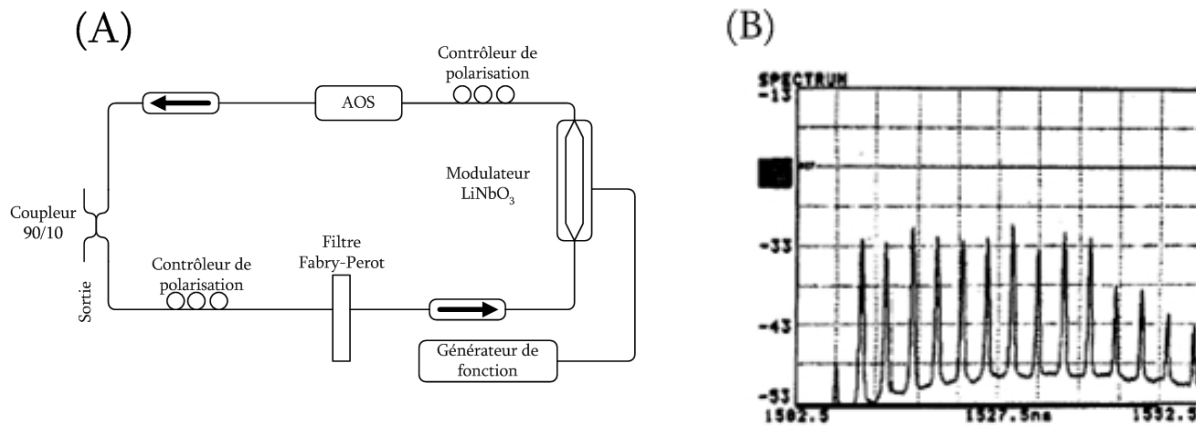 (A)
Contrôleur de
polarisation
AOS
Modulateur
LiNbO3
Coupleur
90/10
Filtre
Fabry-Perot
Contrôleur de
polarisation
Sortie
Générateur de
fonction
(B)
SPECTRUM
-13
-33
-43
-53
1502.5
1527.5nm
1552.5